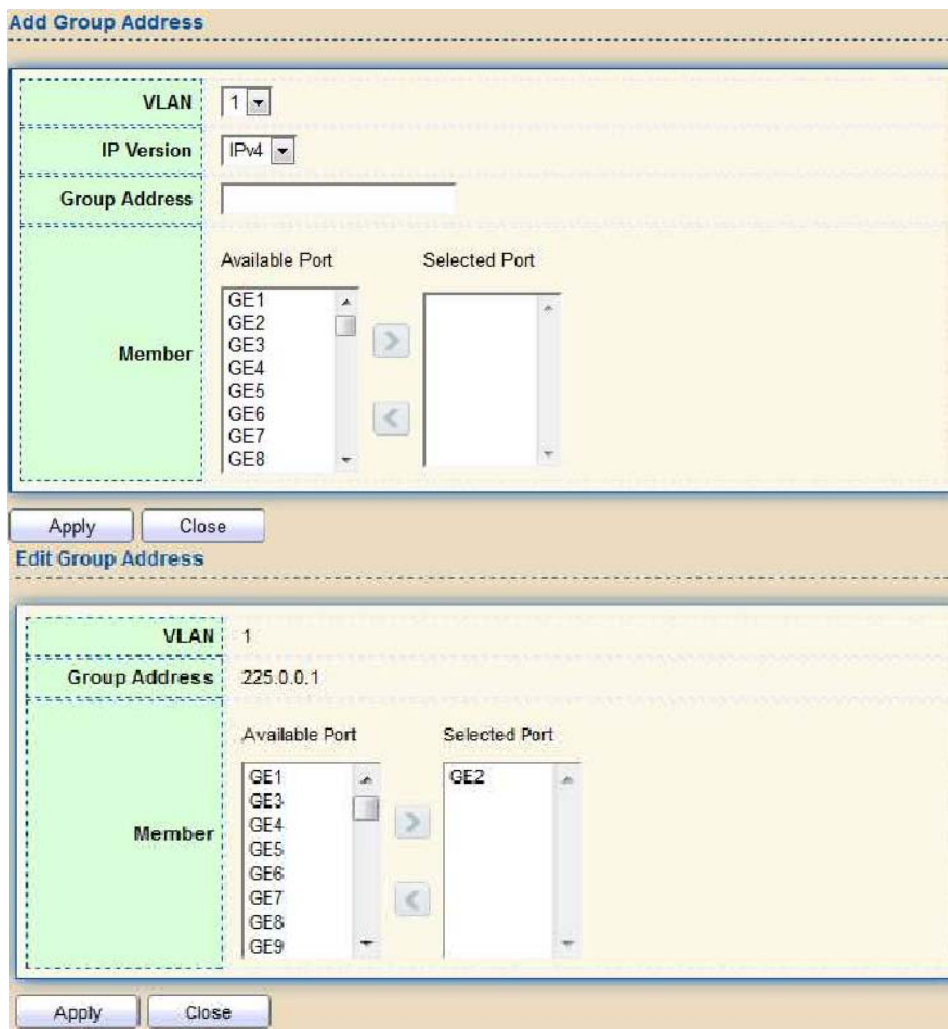 Add Group Address
VLAN 1
IP Version IPv4
Group Address
Available Port Selected Port
Member
GE1
GE2
GE3
GE4
GE5
GE6
GE7
GE8
Apply Close
Edit Group Address
VLAN 1
Group Address 225.0.0.1
Available Port Selected Port
Member
GE1 GE2
GE3
GE4
GE5
GE6
GE7
GE8
GE9
Apply Close